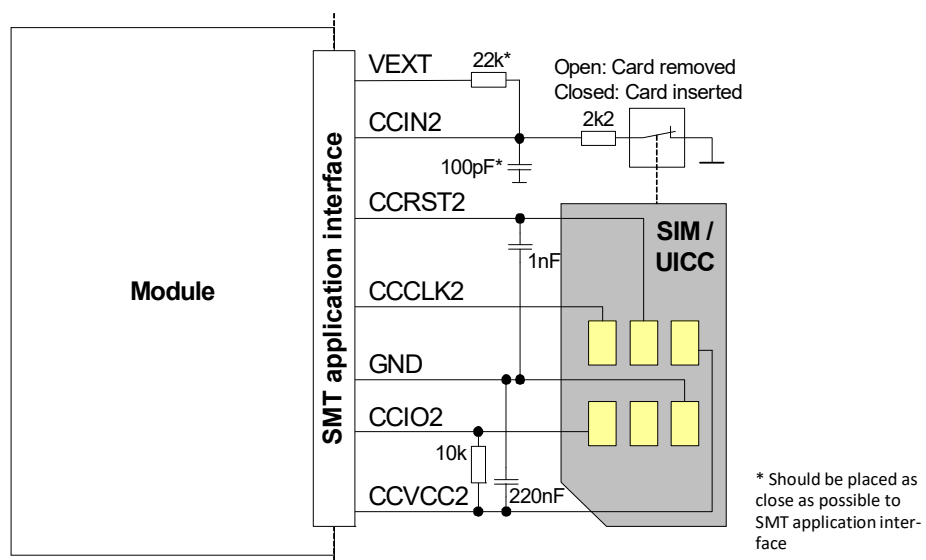 VEXT
22k*
Open: Card removed
Closed: Card inserted
CCIN2
2k2
100pF*
CCRST2
SIM /
UICC
1nF
Module
SMT application interface
CCCLK2
GND
CCIO2
10k
CCVCC2
220nF
* Should be placed as
close as possible to
SMT application inter-
face